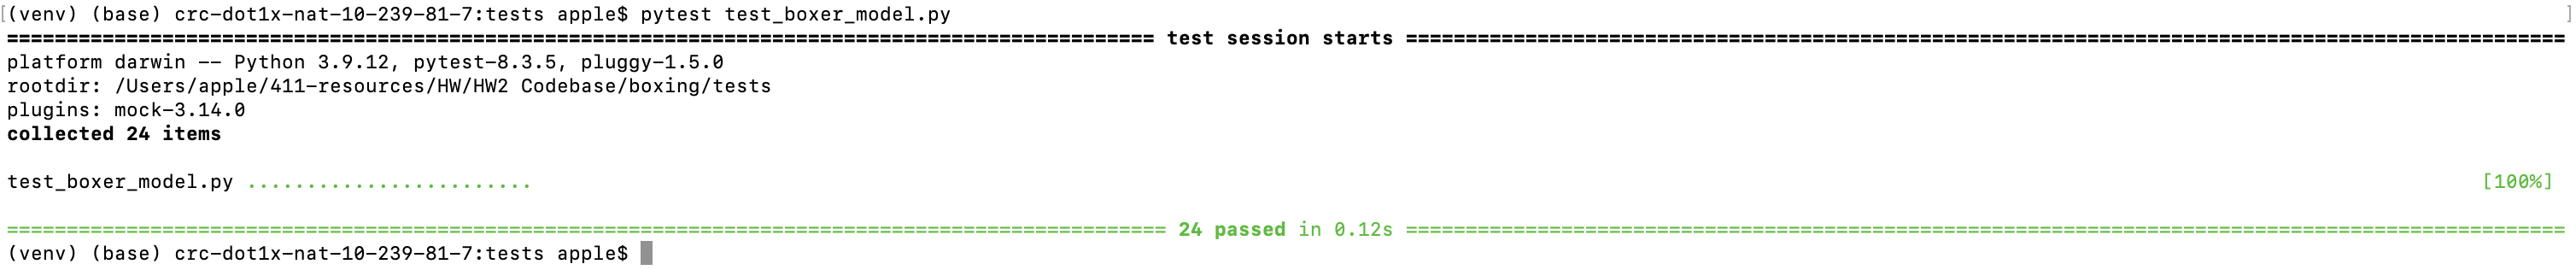 [(venv) (base) crc-dot1x-nat-10-239-81-7:tests apple$ pytest test_boxer_model.py ]
================================================================================================ test session starts =================================================================================================
platform darwin -- Python 3.9.12, pytest-8.3.5, pluggy-1.5.0
rootdir: /Users/apple/411-resources/HW/HW2 Codebase/boxing/tests
plugins: mock-3.14.0
collected 24 items
test_boxer_model.py ........................ [100%]
================================================================================================= 24 passed in 0.12s =================================================================================================
(venv) (base) crc-dot1x-nat-10-239-81-7:tests apple$